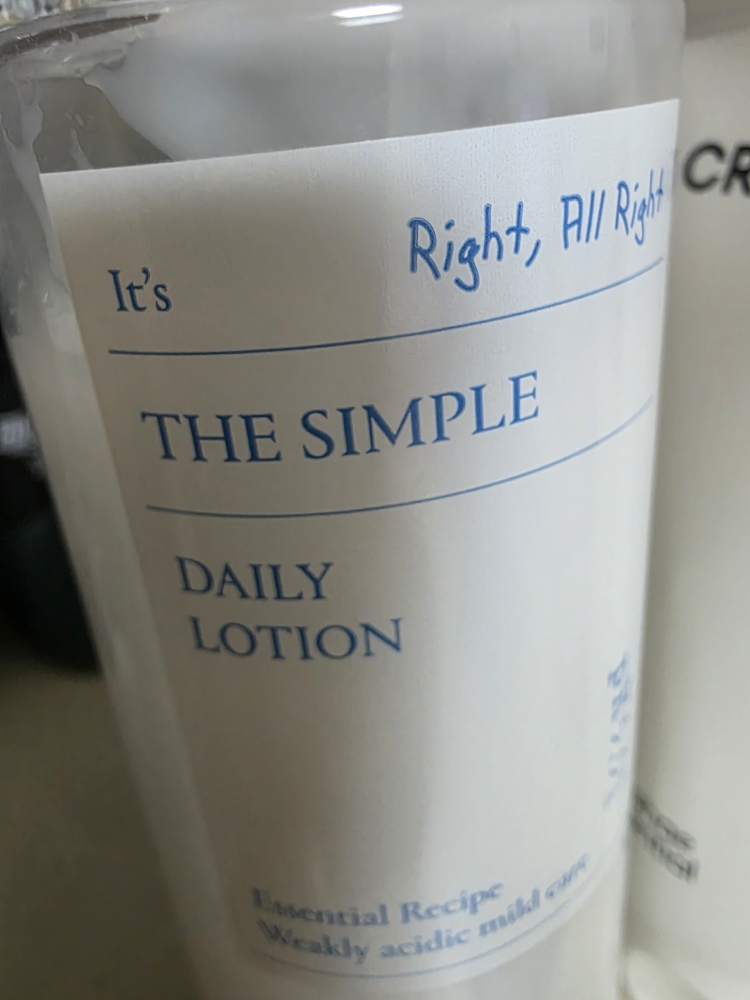 It's
Right, All Right
THE SIMPLE
DAILY
LOTION
Essential Recipe
Weakly acidic mild care
CR